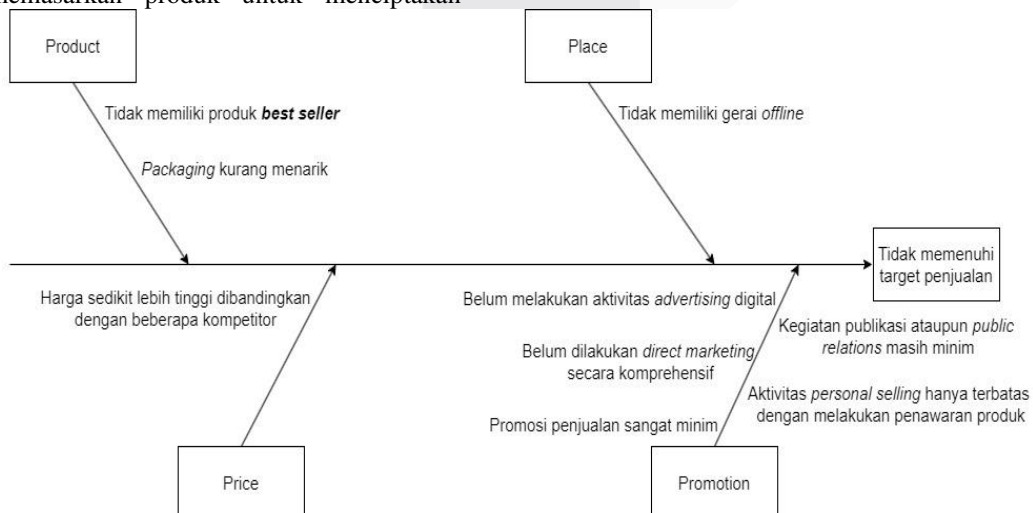 memasarkan produk untuk menciptakan
Product
Place
Tidak memiliki produk best seller
Tidak memiliki gerai offline
Packaging kurang menarik
Tidak memenuhi
target penjualan
Harga sedikit lebih tinggi dibandingkan
dengan beberapa kompetitor
Belum melakukan aktivitas advertising digital
Kegiatan publikasi ataupun public
relations masih minim
Belum dilakukan direct marketing
secara komprehensif
Aktivitas personal selling hanya terbatas
dengan melakukan penawaran produk
Promosi penjualan sangat minim
Price
Promotion